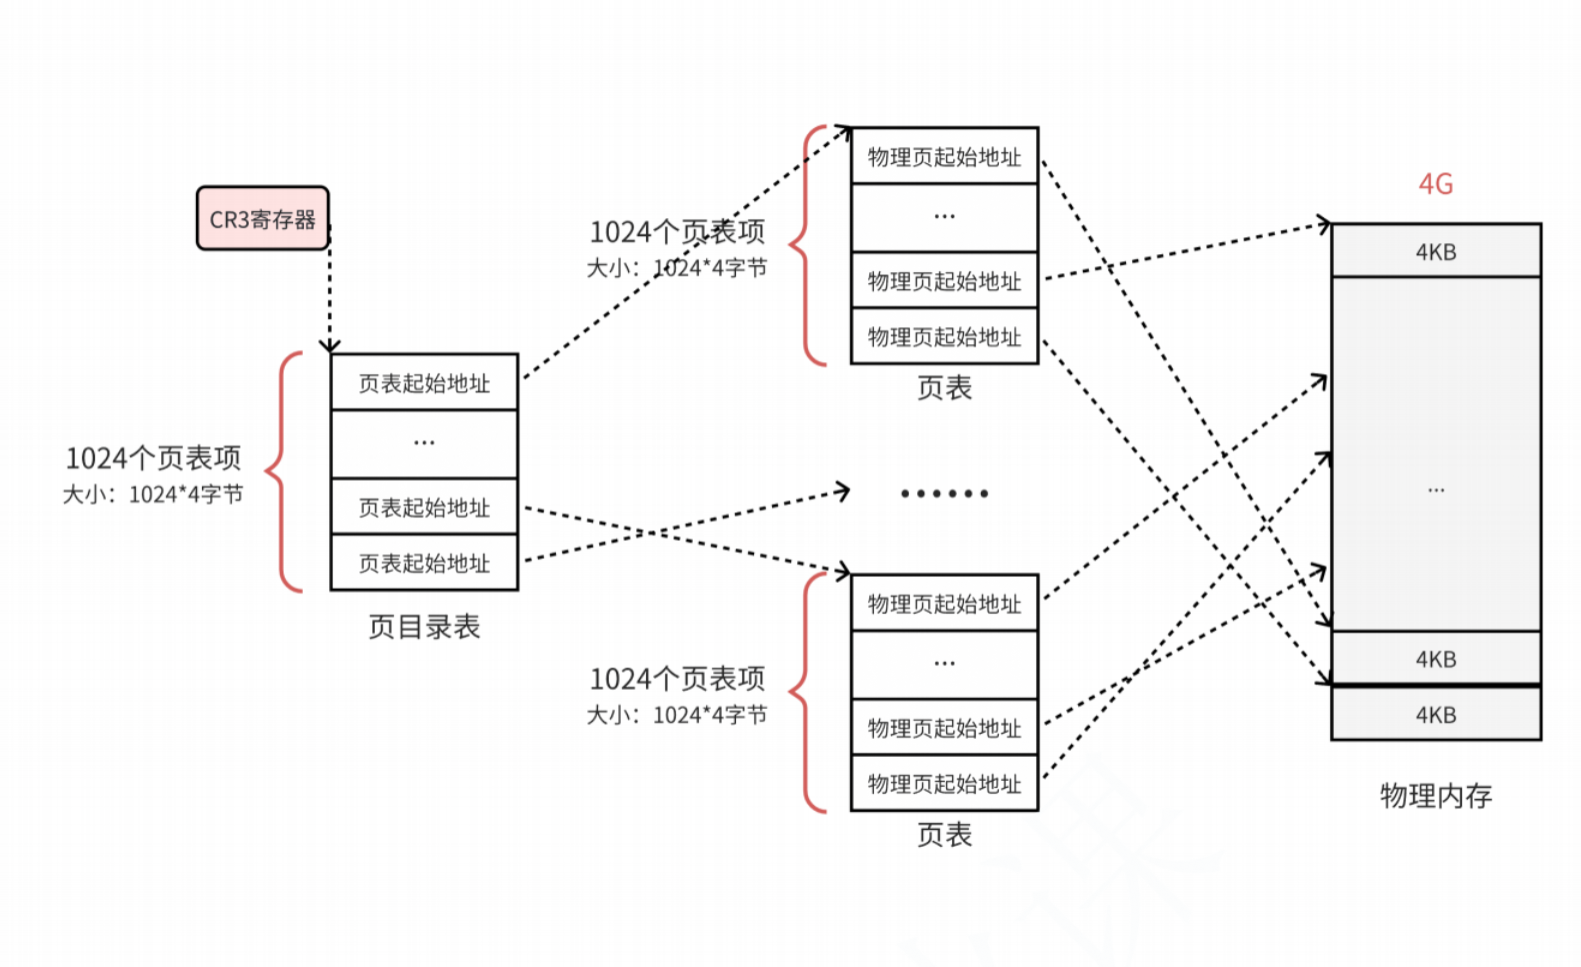 CR3寄存器
1024个页表项
大小：1024*4字节
页表起始地址
...
页表起始地址
页表起始地址
页目录表
1024个页表项
大小：1024*4字节
物理页起始地址
...
物理页起始地址
物理页起始地址
页表
......
1024个页表项
大小：1024*4字节
物理页起始地址
...
物理页起始地址
物理页起始地址
页表
4G
4KB
...
4KB
4KB
物理内存